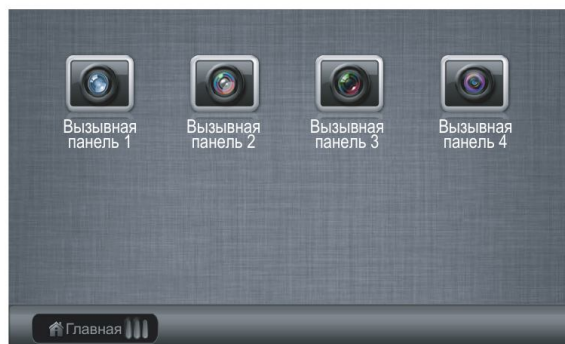 Вызывная
панель 1
Вызывная
панель 2
Вызывная
панель 3
Вызывная
панель 4
Главная